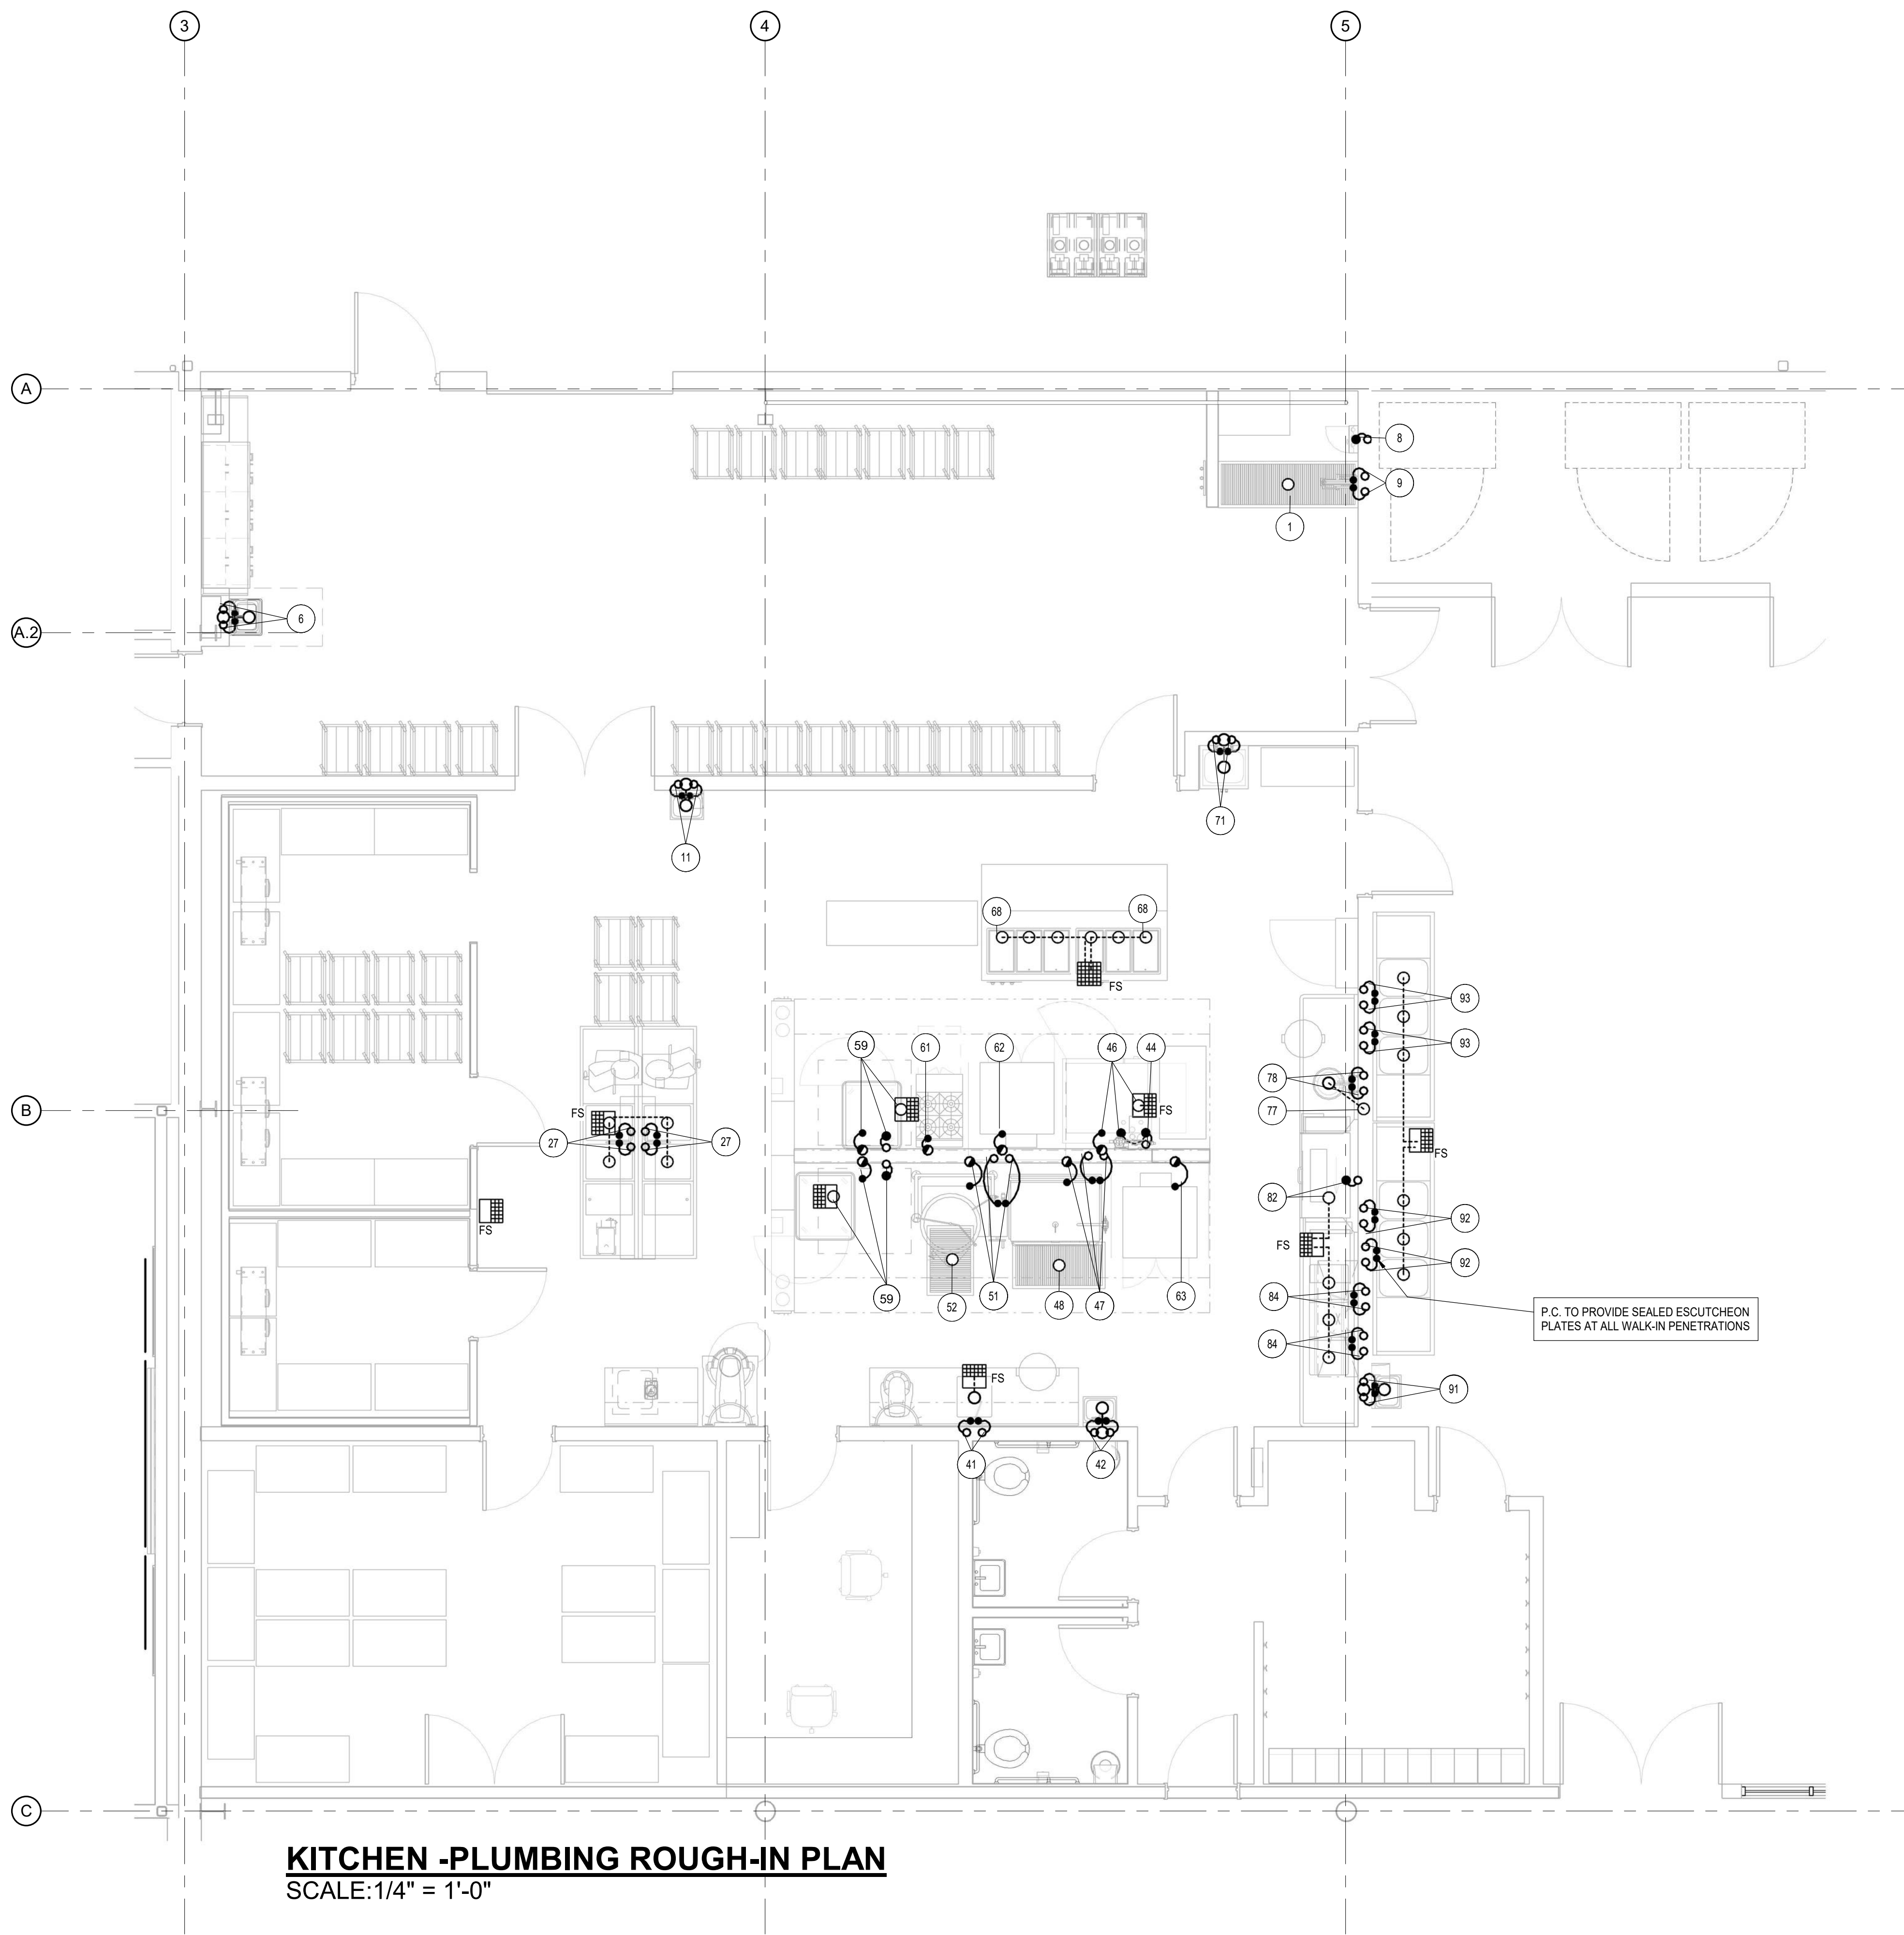 3
4
5
A
8
9
1
6
A.2
71
11
68
68
FS
93
93
59
61
62
46
44
78
77
B
FS
FS
27
27
FS
82
92
FS
FS
92
59
52
51
48
47
63
84
84
P.C. TO PROVIDE SEALED ESCUTCHEON
PLATES AT ALL WALK-IN PENETRATIONS
FS
91
41
42
C
KITCHEN -PLUMBING ROUGH-IN PLAN
SCALE:1/4" = 1'-0"